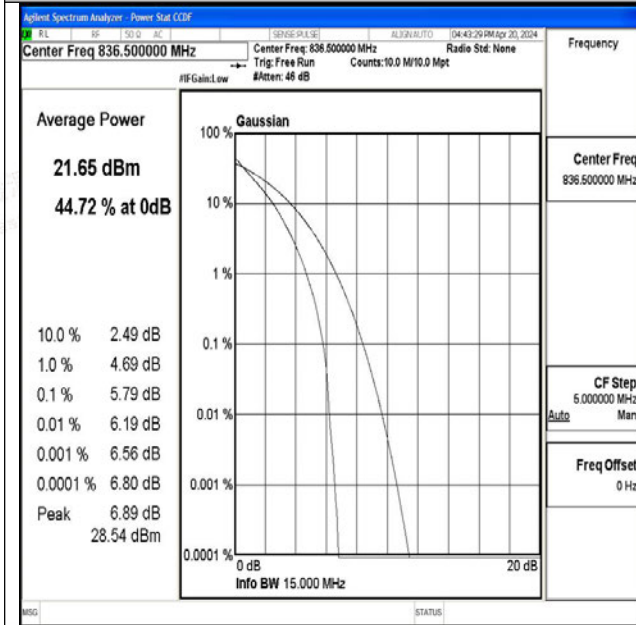 Agilent Spectrum Analyzer - Power Stat CCDF
RL RF 50 Ω AC SENSE:PULSE ALIGNAUTO 04:43:29 PM Apr 20, 2024
Center Freq 836.500000 MHz
Center Freq: 836.500000 MHz Radio Std: None
Trig: Free Run Counts:10.0 M/10.0 Mpt
#IFGain:Low #Atten: 46 dB
Frequency
Average Power
21.65 dBm
44.72 % at 0dB
10.0 % 2.49 dB
1.0 % 4.69 dB
0.1 % 5.79 dB
0.01 % 6.19 dB
0.001 % 6.56 dB
0.0001 % 6.80 dB
Peak 6.89 dB
28.54 dBm
Gaussian
100 %
10 %
1 %
0.1 %
0.01 %
0.001 %
0.0001 %
0 dB 20 dB
Info BW 15.000 MHz
Center Freq
836.500000 MHz
CF Step
5.000000 MHz
Auto Man
Freq Offset
0 Hz
MSG STATUS